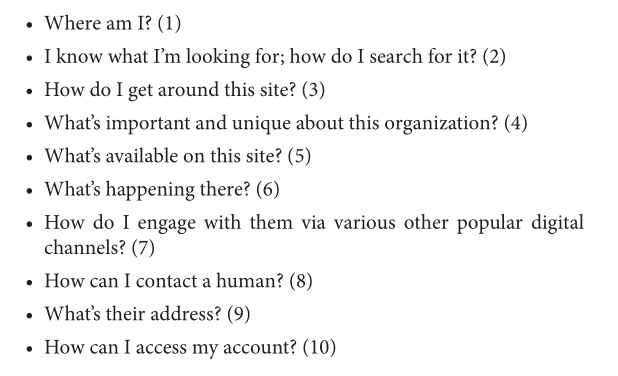 • Where am I? (1)
• I know what I’m looking for; how do I search for it? (2)
• How do I get around this site? (3)
• What’s important and unique about this organization? (4)
• What’s available on this site? (5)
• What’s happening there? (6)
• How do I engage with them via various other popular digital
channels? (7)
• How can I contact a human? (8)
• What’s their address? (9)
• How can I access my account? (10)